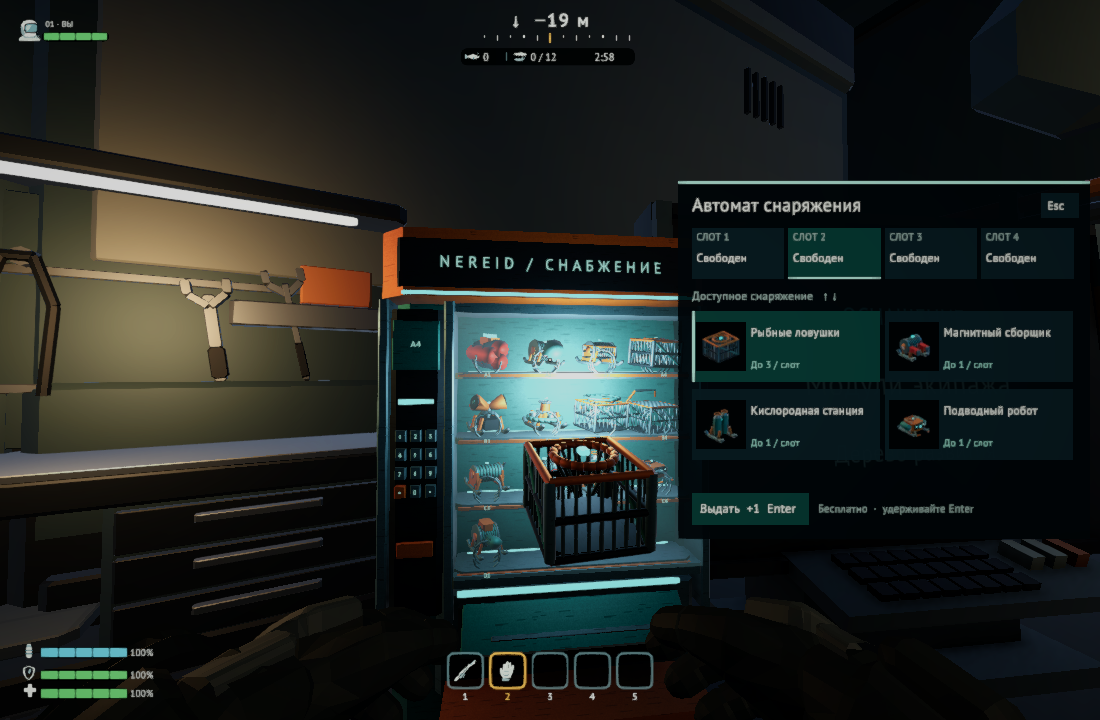 01 · ВЫ
↓ −19 м
0 | 0 / 12 2:58
Автомат снаряжения
Esc
СЛОТ 1
Свободен
СЛОТ 2
Свободен
СЛОТ 3
Свободен
СЛОТ 4
Свободен
Доступное снаряжение ↑ ↓
Рыбные ловушки
До 3 / слот
Магнитный сборщик
До 1 / слот
Кислородная станция
До 1 / слот
Подводный робот
До 1 / слот
Выдать +1 Enter
Бесплатно · удерживайте Enter
NEREID / СНАБЖЕНИЕ
A4
100%
100%
100%
1 2 3 4 5